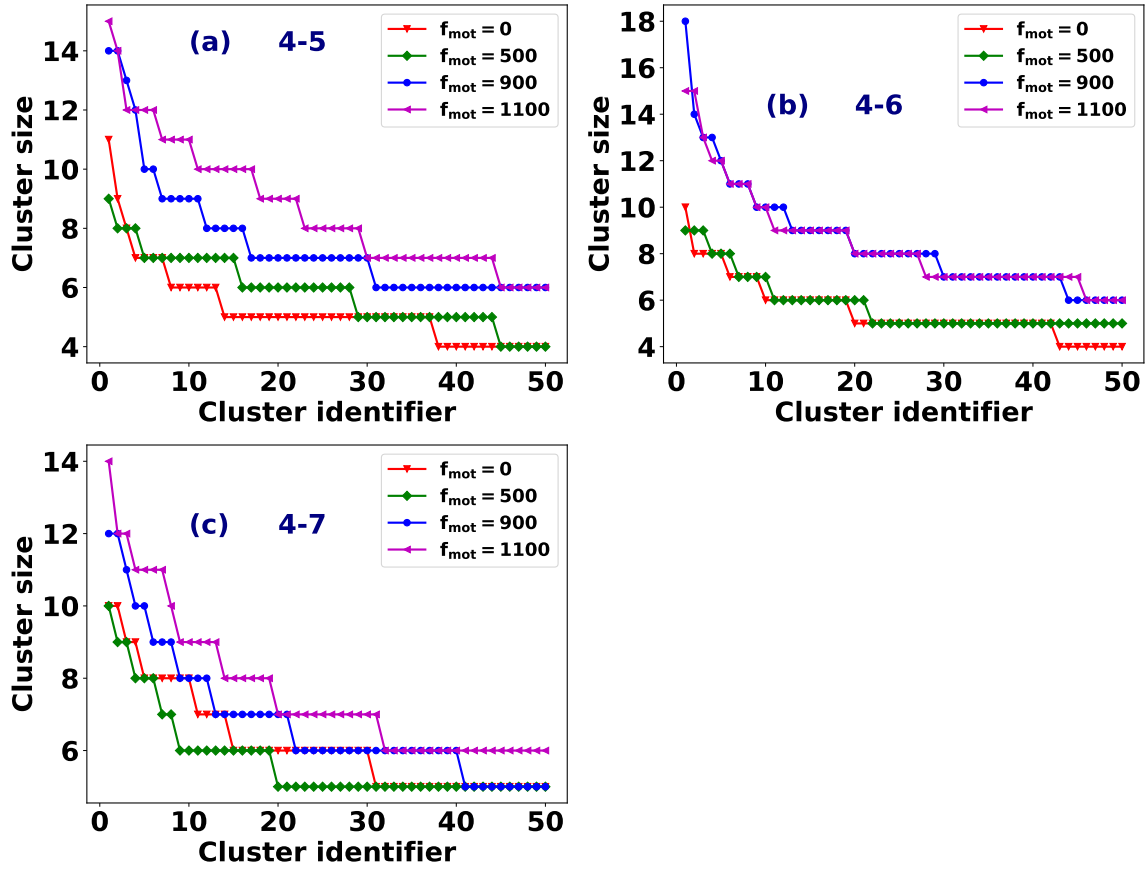 (a) 4-5
f_mot = 0
f_mot = 500
f_mot = 900
f_mot = 1100
Cluster size
14
12
10
8
6
4
0 10 20 30 40 50
Cluster identifier
(b) 4-6
f_mot = 0
f_mot = 500
f_mot = 900
f_mot = 1100
Cluster size
18
16
14
12
10
8
6
4
0 10 20 30 40 50
Cluster identifier
(c) 4-7
f_mot = 0
f_mot = 500
f_mot = 900
f_mot = 1100
Cluster size
14
12
10
8
6
0 10 20 30 40 50
Cluster identifier